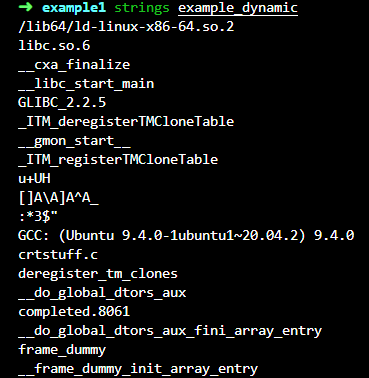 ➜ example1 strings example_dynamic
/lib64/ld-linux-x86-64.so.2
libc.so.6
__cxa_finalize
__libc_start_main
GLIBC_2.2.5
_ITM_deregisterTMCloneTable
__gmon_start__
_ITM_registerTMCloneTable
u+UH
[]A\A]A^A_
:*3$"
GCC: (Ubuntu 9.4.0-1ubuntu1~20.04.2) 9.4.0
crtstuff.c
deregister_tm_clones
__do_global_dtors_aux
completed.8061
__do_global_dtors_aux_fini_array_entry
frame_dummy
__frame_dummy_init_array_entry